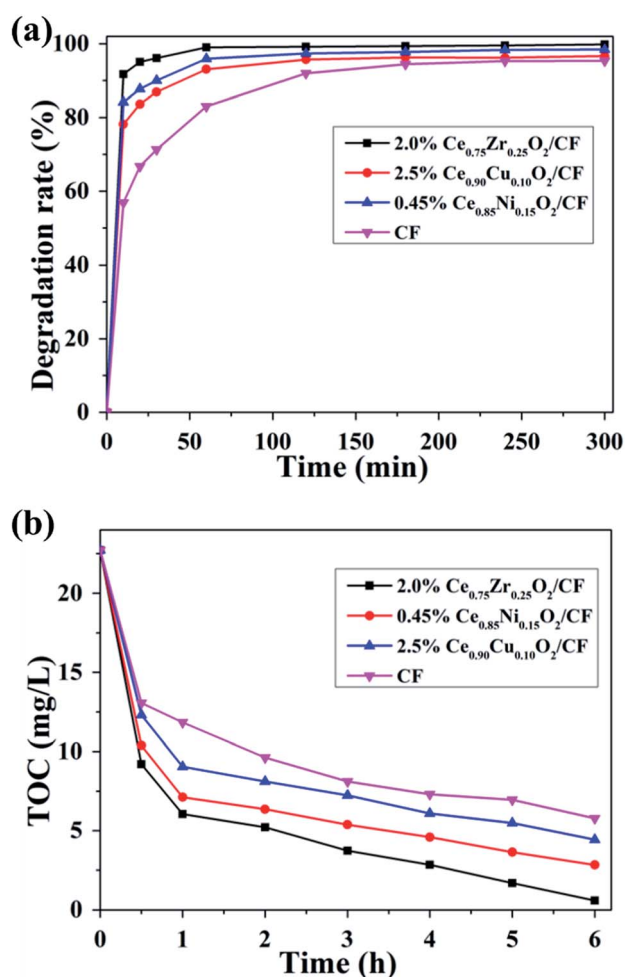 (a)
100
80
60
40
20
0
Degradation rate (%)
2.0% Ce0.75Zr0.25O2/CF
2.5% Ce0.90Cu0.10O2/CF
0.45% Ce0.85Ni0.15O2/CF
CF
0 50 100 150 200 250 300
Time (min)
(b)
20
15
10
5
0
TOC (mg/L)
2.0% Ce0.75Zr0.25O2/CF
0.45% Ce0.85Ni0.15O2/CF
2.5% Ce0.90Cu0.10O2/CF
CF
0 1 2 3 4 5 6
Time (h)